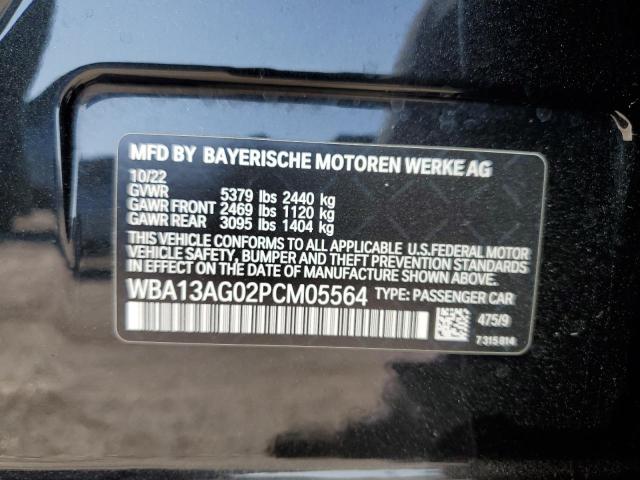 MFD BY BAYERISCHE MOTOREN WERKE AG
10/22
GVWR 5379 lbs 2440 kg
GAWR FRONT 2469 lbs 1120 kg
GAWR REAR 3095 lbs 1404 kg
THIS VEHICLE CONFORMS TO ALL APPLICABLE U.S.FEDERAL MOTOR
VEHICLE SAFETY, BUMPER AND THEFT PREVENTION STANDARDS
IN EFFECT ON THE DATE OF MANUFACTURE SHOWN ABOVE.
WBA13AG02PCM05564 TYPE: PASSENGER CAR
475/9
7315814